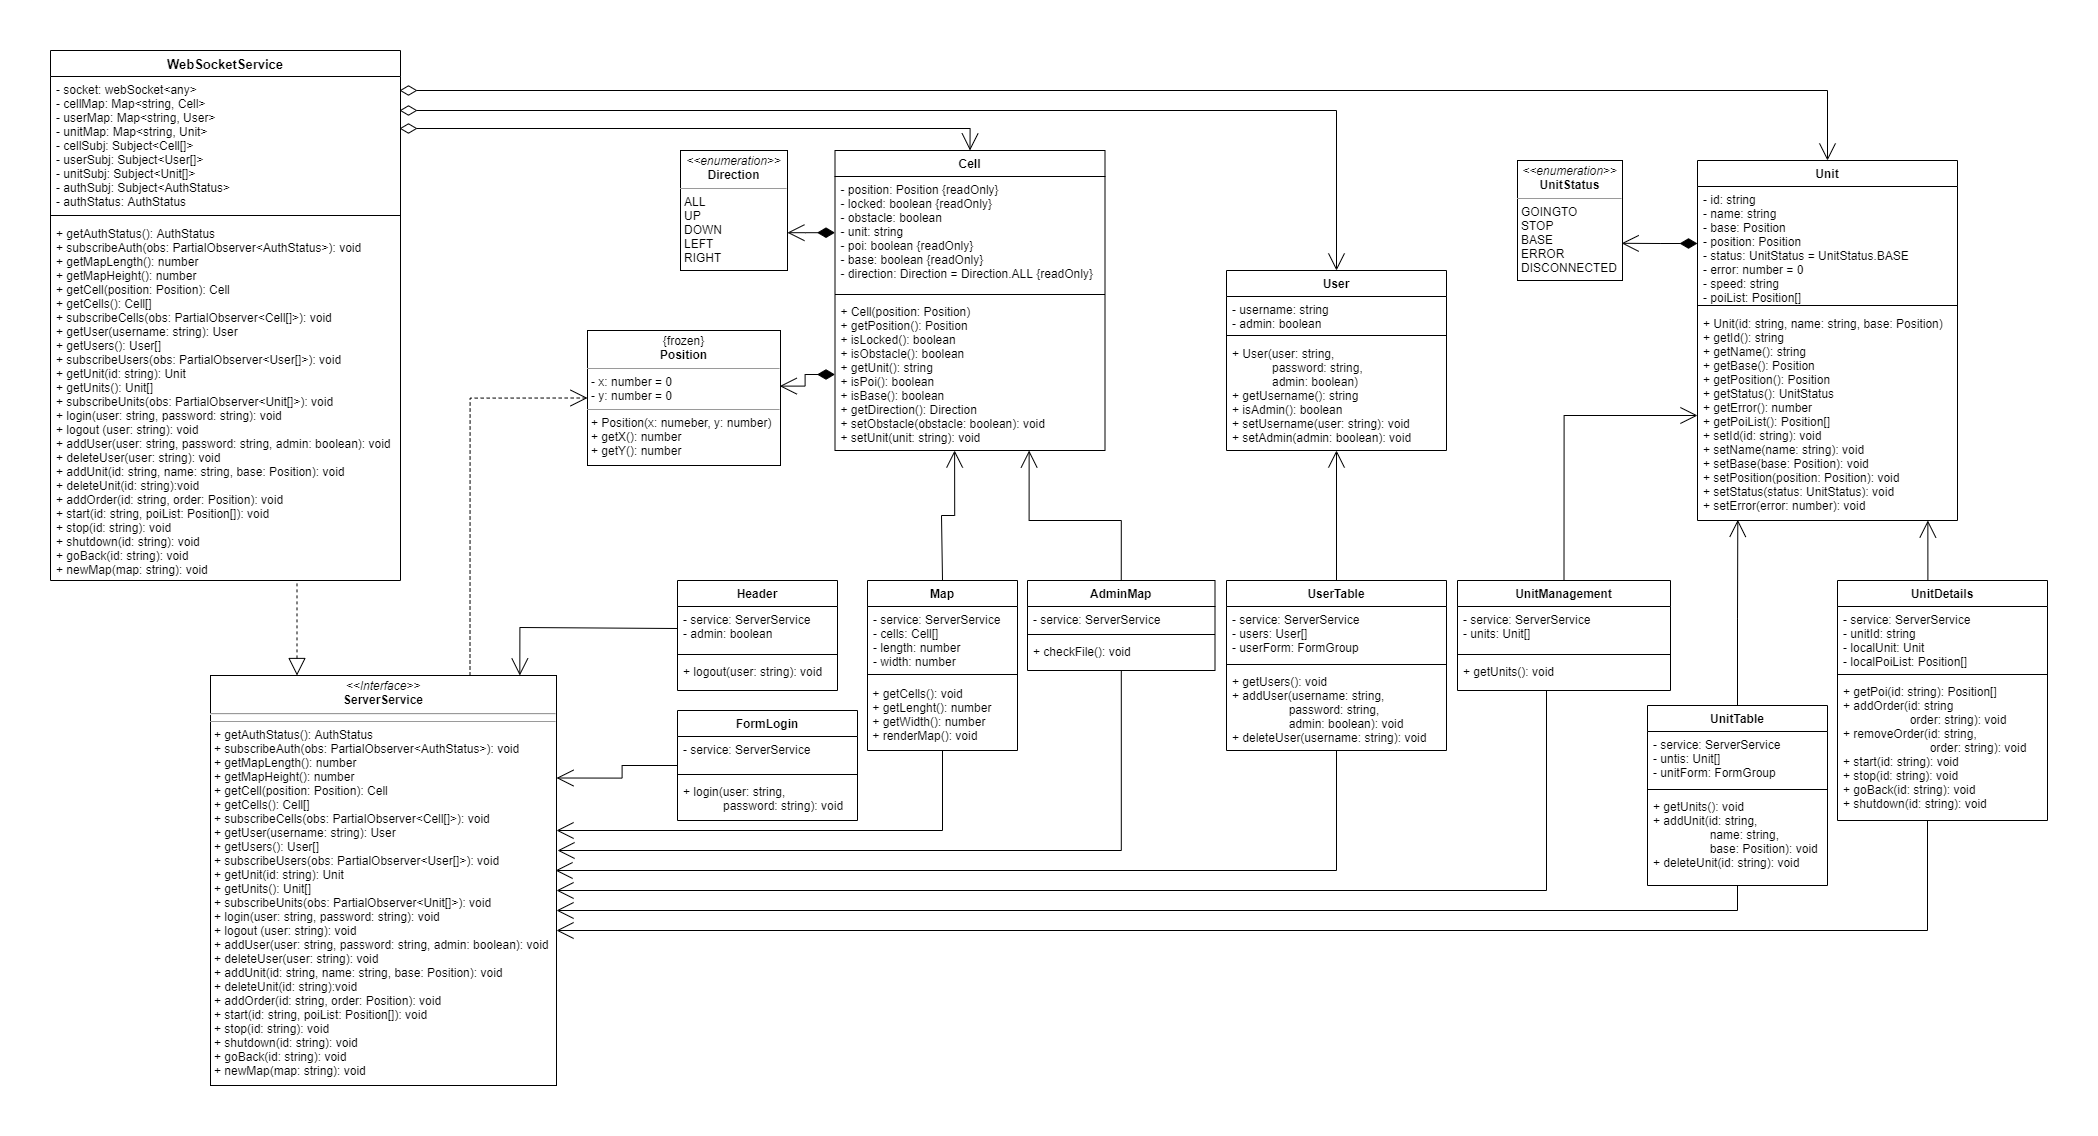 WebSocketService
- socket: webSocket<any>
- cellMap: Map<string, Cell>
- userMap: Map<string, User>
- unitMap: Map<string, Unit>
- cellSubj: Subject<Cell[]>
- userSubj: Subject<User[]>
- unitSubj: Subject<Unit[]>
- authSubj: Subject<AuthStatus>
- authStatus: AuthStatus
+ getAuthStatus(): AuthStatus
+ subscribeAuth(obs: PartialObserver<AuthStatus>): void
+ getMapLength(): number
+ getMapHeight(): number
+ getCell(position: Position): Cell
+ getCells(): Cell[]
+ subscribeCells(obs: PartialObserver<Cell[]>): void
+ getUser(username: string): User
+ getUsers(): User[]
+ subscribeUsers(obs: PartialObserver<User[]>): void
+ getUnit(id: string): Unit
+ getUnits(): Unit[]
+ subscribeUnits(obs: PartialObserver<Unit[]>): void
+ login(user: string, password: string): void
+ logout (user: string): void
+ addUser(user: string, password: string, admin: boolean): void
+ deleteUser(user: string): void
+ addUnit(id: string, name: string, base: Position): void
+ deleteUnit(id: string):void
+ addOrder(id: string, order: Position): void
+ start(id: string, poiList: Position[]): void
+ stop(id: string): void
+ shutdown(id: string): void
+ goBack(id: string): void
+ newMap(map: string): void
<<enumeration>>
Direction
ALL
UP
DOWN
LEFT
RIGHT
Cell
- position: Position {readOnly}
- locked: boolean {readOnly}
- obstacle: boolean
- unit: string
- poi: boolean {readOnly}
- base: boolean {readOnly}
- direction: Direction = Direction.ALL {readOnly}
+ Cell(position: Position)
+ getPosition(): Position
+ isLocked(): boolean
+ isObstacle(): boolean
+ getUnit(): string
+ isPoi(): boolean
+ isBase(): boolean
+ getDirection(): Direction
+ setObstacle(obstacle: boolean): void
+ setUnit(unit: string): void
{frozen}
Position
- x: number = 0
- y: number = 0
+ Position(x: numeber, y: number)
+ getX(): number
+ getY(): number
User
- username: string
- admin: boolean
+ User(user: string,
password: string,
admin: boolean)
+ getUsername(): string
+ isAdmin(): boolean
+ setUsername(user: string): void
+ setAdmin(admin: boolean): void
<<enumeration>>
UnitStatus
GOINGTO
STOP
BASE
ERROR
DISCONNECTED
Unit
- id: string
- name: string
- base: Position
- position: Position
- status: UnitStatus = UnitStatus.BASE
- error: number = 0
- speed: string
- poiList: Position[]
+ Unit(id: string, name: string, base: Position)
+ getId(): string
+ getName(): string
+ getBase(): Position
+ getPosition(): Position
+ getStatus(): UnitStatus
+ getError(): number
+ getPoiList(): Position[]
+ setId(id: string): void
+ setName(name: string): void
+ setBase(base: Position): void
+ setPosition(position: Position): void
+ setStatus(status: UnitStatus): void
+ setError(error: number): void
Header
- service: ServerService
- admin: boolean
+ logout(user: string): void
Map
- service: ServerService
- cells: Cell[]
- length: number
- width: number
+ getCells(): void
+ getLenght(): number
+ getWidth(): number
+ renderMap(): void
AdminMap
- service: ServerService
+ checkFile(): void
UserTable
- service: ServerService
- users: User[]
- userForm: FormGroup
+ getUsers(): void
+ addUser(username: string,
password: string,
admin: boolean): void
+ deleteUser(username: string): void
UnitManagement
- service: ServerService
- units: Unit[]
+ getUnits(): void
UnitDetails
- service: ServerService
- unitId: string
- localUnit: Unit
- localPoiList: Position[]
+ getPoi(id: string): Position[]
+ addOrder(id: string
order: string): void
+ removeOrder(id: string,
order: string): void
+ start(id: string): void
+ stop(id: string): void
+ goBack(id: string): void
+ shutdown(id: string): void
UnitTable
- service: ServerService
- untis: Unit[]
- unitForm: FormGroup
+ getUnits(): void
+ addUnit(id: string,
name: string,
base: Position): void
+ deleteUnit(id: string): void
FormLogin
- service: ServerService
+ login(user: string,
password: string): void
<<Interface>>
ServerService
+ getAuthStatus(): AuthStatus
+ subscribeAuth(obs: PartialObserver<AuthStatus>): void
+ getMapLength(): number
+ getMapHeight(): number
+ getCell(position: Position): Cell
+ getCells(): Cell[]
+ subscribeCells(obs: PartialObserver<Cell[]>): void
+ getUser(username: string): User
+ getUsers(): User[]
+ subscribeUsers(obs: PartialObserver<User[]>): void
+ getUnit(id: string): Unit
+ getUnits(): Unit[]
+ subscribeUnits(obs: PartialObserver<Unit[]>): void
+ login(user: string, password: string): void
+ logout (user: string): void
+ addUser(user: string, password: string, admin: boolean): void
+ deleteUser(user: string): void
+ addUnit(id: string, name: string, base: Position): void
+ deleteUnit(id: string):void
+ addOrder(id: string, order: Position): void
+ start(id: string, poiList: Position[]): void
+ stop(id: string): void
+ shutdown(id: string): void
+ goBack(id: string): void
+ newMap(map: string): void